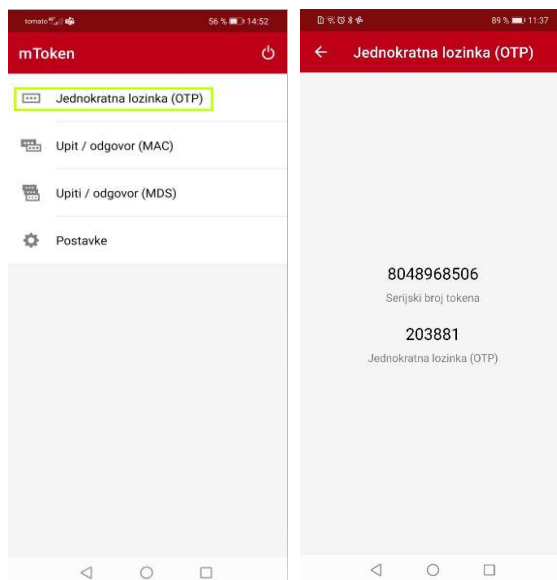 tomato 56 % 14:52
mToken
Jednokratna lozinka (OTP)
Upit / odgovor (MAC)
Upiti / odgovor (MDS)
Postavke
89 % 11:37
Jednokratna lozinka (OTP)
8048968506
Serijski broj tokena
203881
Jednokratna lozinka (OTP)